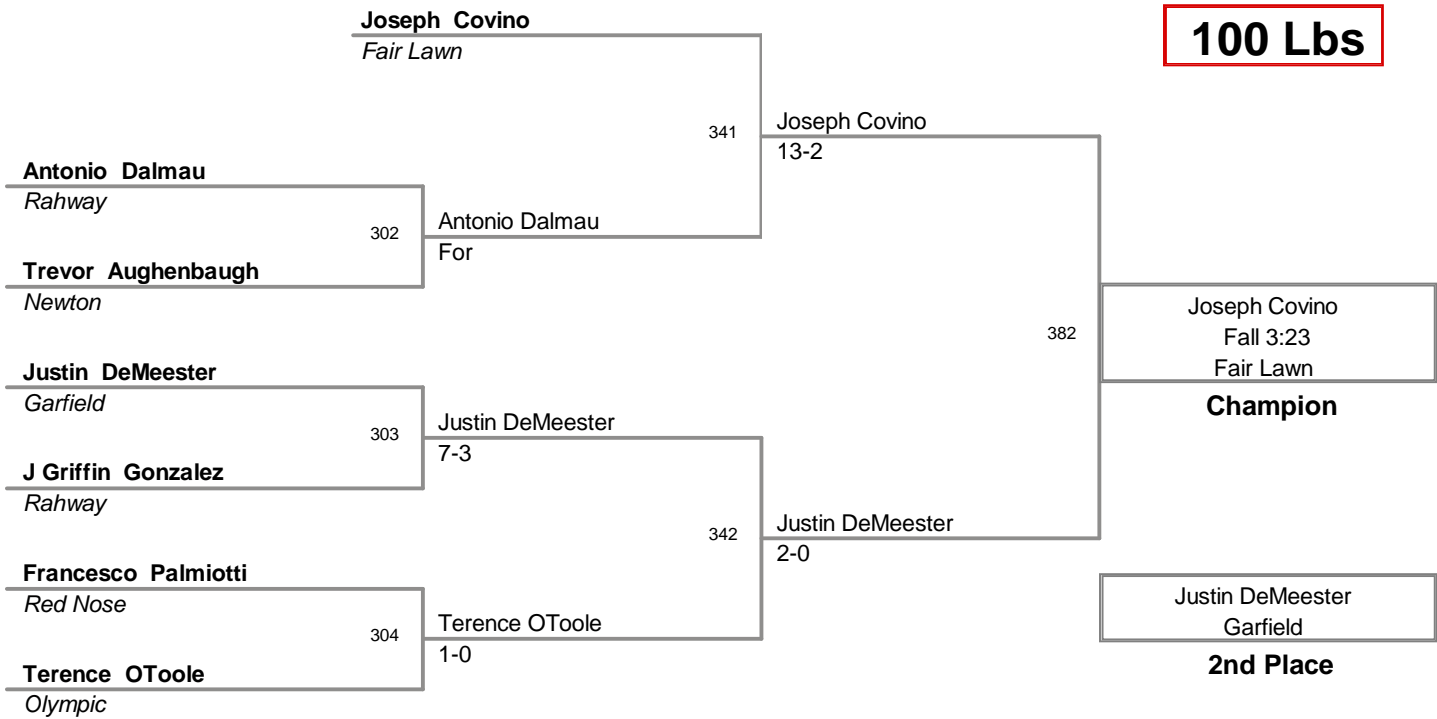 Joseph Covino
Fair Lawn
100 Lbs
341
Joseph Covino
13-2
Antonio Dalmau
Rahway
302
Antonio Dalmau
For
Trevor Aughenbaugh
Newton
382
Joseph Covino
Fall 3:23
Fair Lawn
Champion
Justin DeMeester
Garfield
303
Justin DeMeester
7-3
J Griffin Gonzalez
Rahway
342
Justin DeMeester
2-0
Francesco Palmiotti
Red Nose
304
Terence OToole
1-0
Terence OToole
Olympic
Justin DeMeester
Garfield
2nd Place